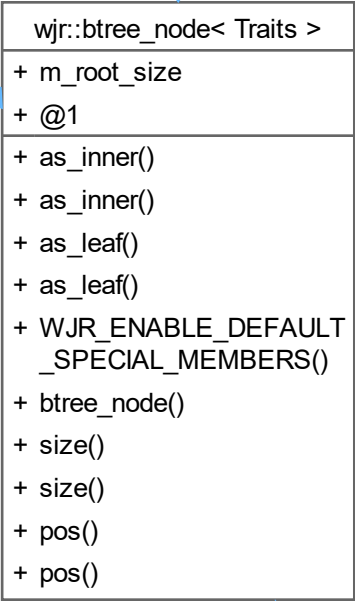 wjr::btree_node< Traits >
+ m_root_size
+ @1
+ as_inner()
+ as_inner()
+ as_leaf()
+ as_leaf()
+ WJR_ENABLE_DEFAULT
_SPECIAL_MEMBERS()
+ btree_node()
+ size()
+ size()
+ pos()
+ pos()